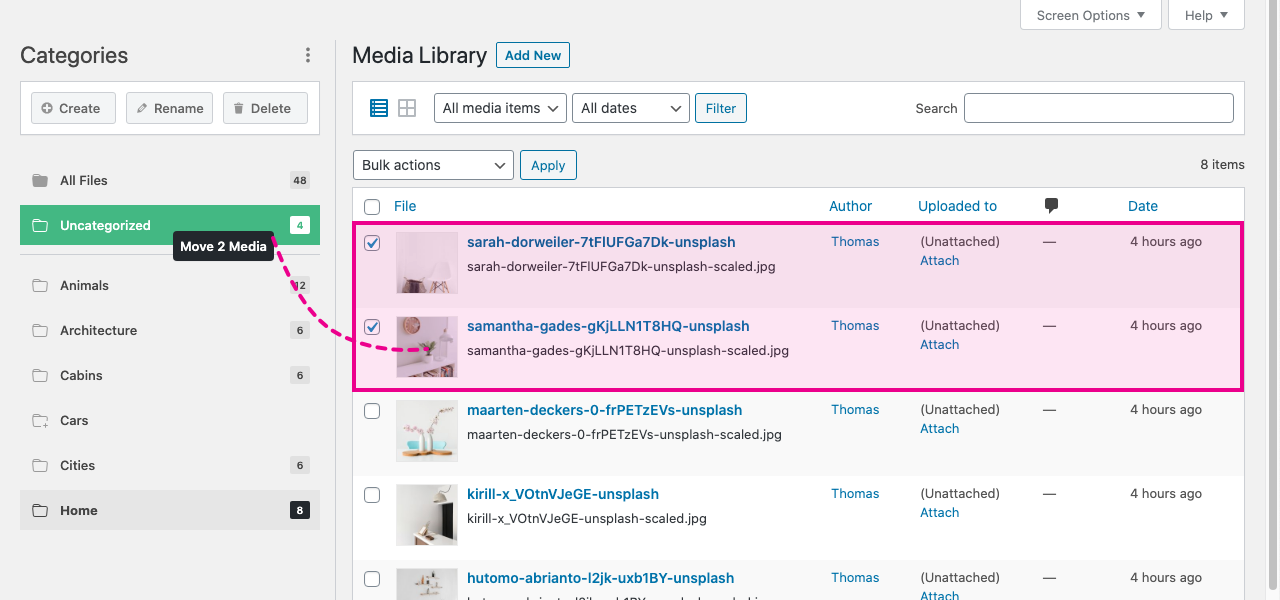 Screen Options
Help
Categories
Create
Rename
Delete
All Files 48
Uncategorized 4
Move 2 Media
Animals 12
Architecture 6
Cabins 6
Cars
Cities 6
Home 8
Media Library
Add New
All media items
All dates
Filter
Search
Bulk actions
Apply
8 items
File Author Uploaded to Date
sarah-dorweiler-7tFlUFGa7Dk-unsplash Thomas (Unattached) — 4 hours ago
sarah-dorweiler-7tFlUFGa7Dk-unsplash-scaled.jpg Attach
samantha-gades-gKjLLN1T8HQ-unsplash Thomas (Unattached) — 4 hours ago
samantha-gades-gKjLLN1T8HQ-unsplash-scaled.jpg Attach
maarten-deckers-0-frPETzEVs-unsplash Thomas (Unattached) — 4 hours ago
maarten-deckers-0-frPETzEVs-unsplash-scaled.jpg Attach
kirill-x_VOtnVJeGE-unsplash Thomas (Unattached) — 4 hours ago
kirill-x_VOtnVJeGE-unsplash-scaled.jpg Attach
hutomo-abrianto-l2jk-uxb1BY-unsplash Thomas (Unattached) — 4 hours ago
Attach